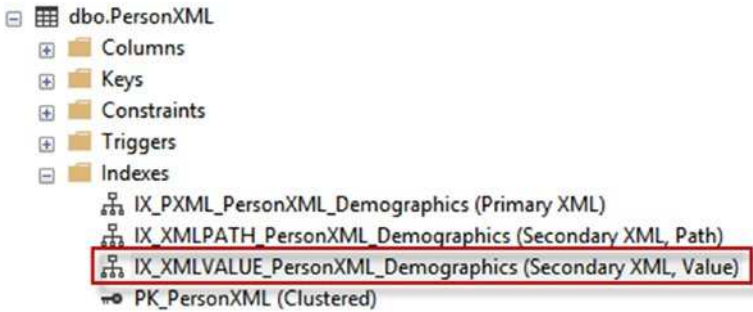 dbo.PersonXML
Columns
Keys
Constraints
Triggers
Indexes
IX_PXML_PersonXML_Demographics (Primary XML)
IX_XMLPATH_PersonXML_Demographics (Secondary XML, Path)
IX_XMLVALUE_PersonXML_Demographics (Secondary XML, Value)
PK_PersonXML (Clustered)